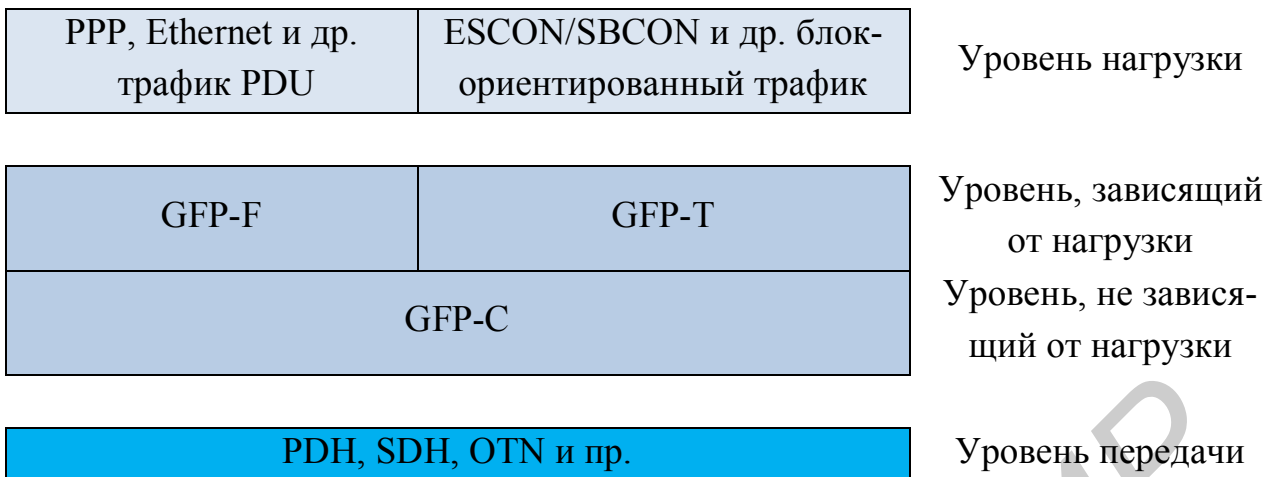 PPP, Ethernet и др.
трафик PDU
ESCON/SBCON и др. блок-
ориентированный трафик
Уровень нагрузки
GFP-F
GFP-T
Уровень, зависящий
от нагрузки
GFP-C
Уровень, не завися-
щий от нагрузки
PDH, SDH, OTN и пр.
Уровень передачи